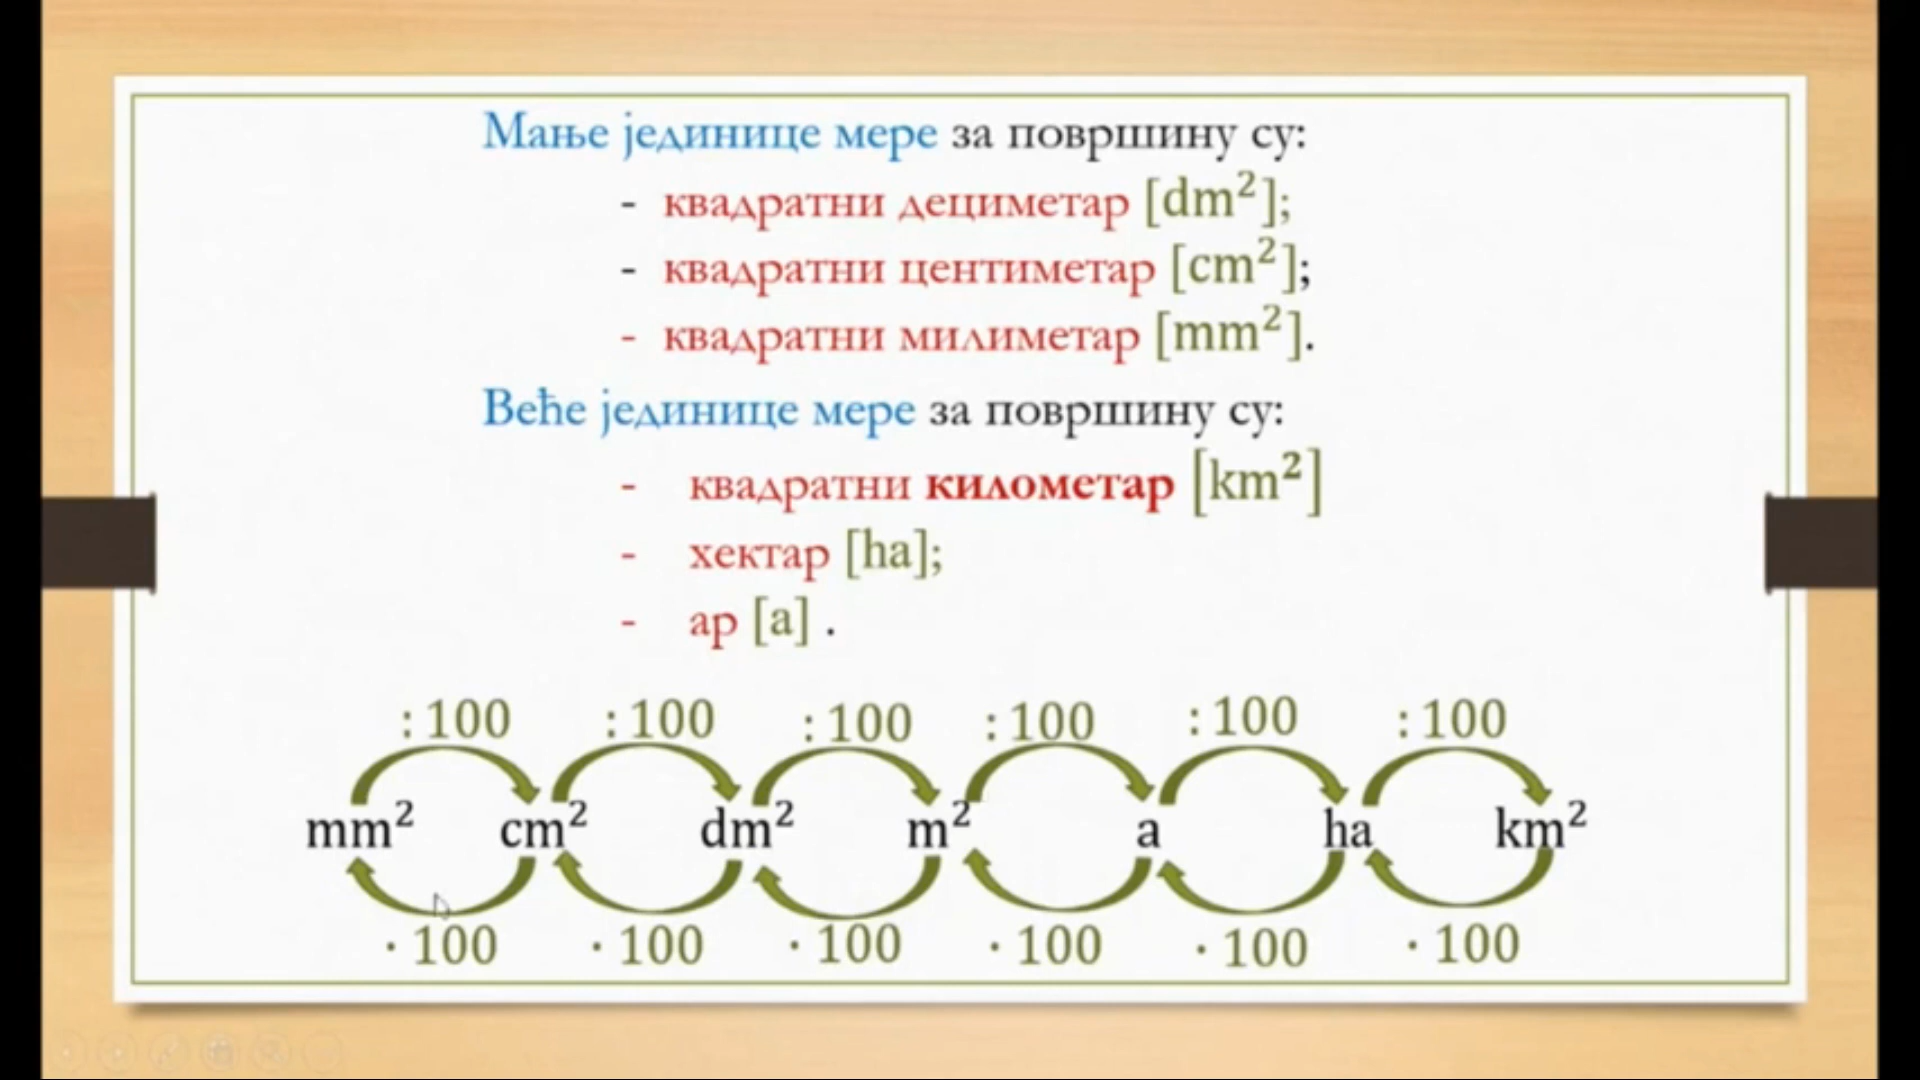 Мање јединице мере за површину су:
- квадратни дециметар [dm²];
- квадратни центиметар [cm²];
- квадратни милиметар [mm²].
Веће јединице мере за површину су:
- квадратни километар [km²]
- хектар [ha];
- ар [a] .
: 100 : 100 : 100 : 100 : 100 : 100
mm² cm² dm² m² a ha km²
· 100 · 100 · 100 · 100 · 100 · 100